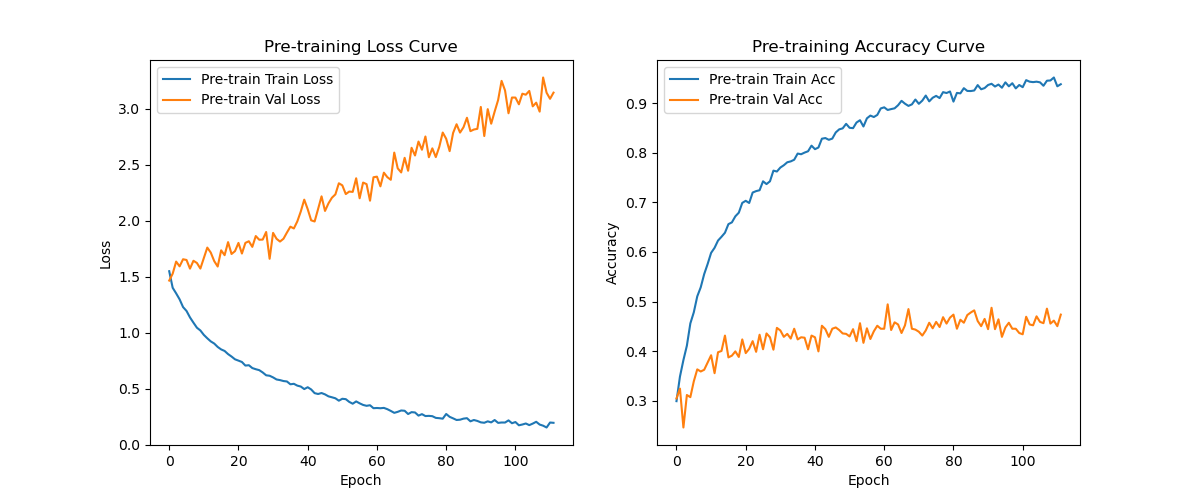 Pre-training Loss Curve
Pre-train Train Loss
Pre-train Val Loss
3.0
2.5
2.0
1.5
1.0
0.5
0.0
Loss
0 20 40 60 80 100
Epoch
Pre-training Accuracy Curve
Pre-train Train Acc
Pre-train Val Acc
0.9
0.8
0.7
0.6
0.5
0.4
0.3
Accuracy
0 20 40 60 80 100
Epoch